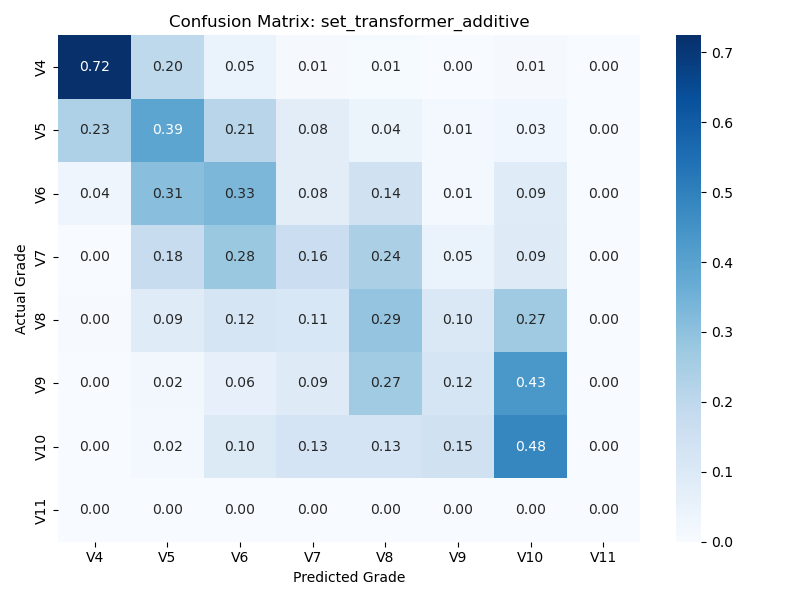 Confusion Matrix: set_transformer_additive
Actual Grade
V4 0.72 0.20 0.05 0.01 0.01 0.00 0.01 0.00
V5 0.23 0.39 0.21 0.08 0.04 0.01 0.03 0.00
V6 0.04 0.31 0.33 0.08 0.14 0.01 0.09 0.00
V7 0.00 0.18 0.28 0.16 0.24 0.05 0.09 0.00
V8 0.00 0.09 0.12 0.11 0.29 0.10 0.27 0.00
V9 0.00 0.02 0.06 0.09 0.27 0.12 0.43 0.00
V10 0.00 0.02 0.10 0.13 0.13 0.15 0.48 0.00
V11 0.00 0.00 0.00 0.00 0.00 0.00 0.00 0.00
V4 V5 V6 V7 V8 V9 V10 V11
Predicted Grade
0.7
0.6
0.5
0.4
0.3
0.2
0.1
0.0